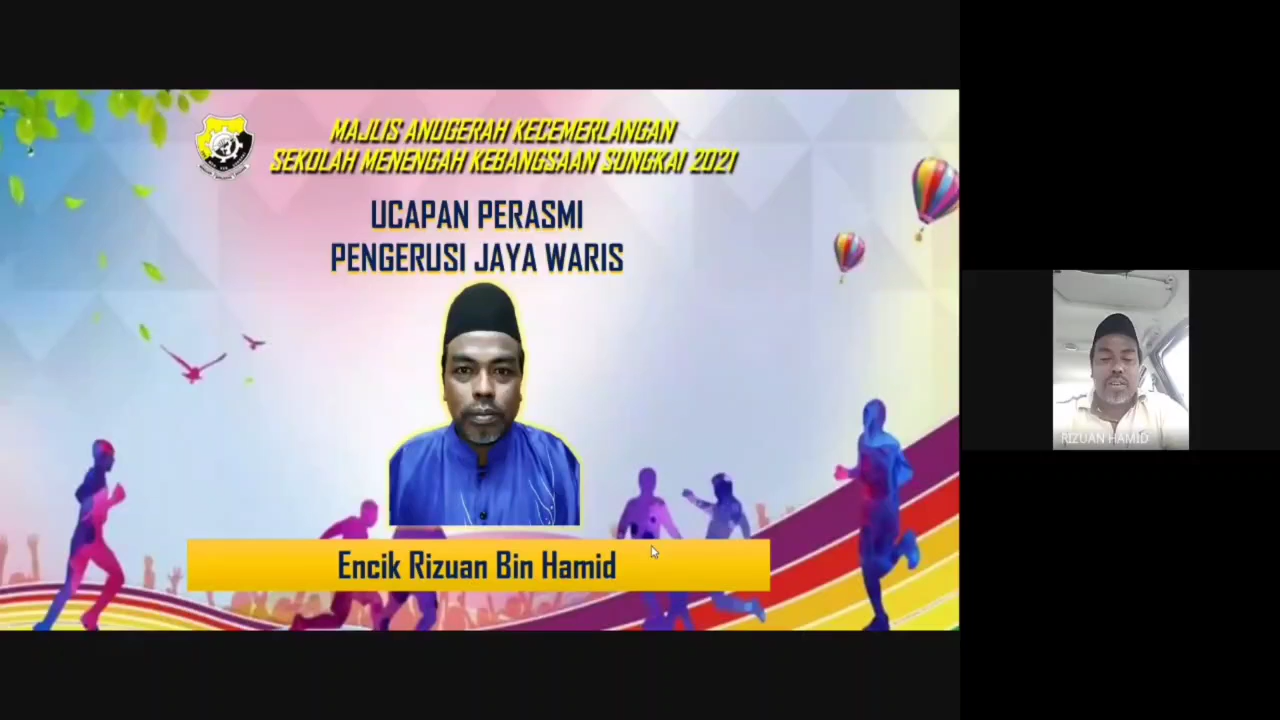 MAJLIS ANUGERAH KECEMERLANGAN
SEKOLAH MENENGAH KEBANGSAAN SUNGKAI 2021
UCAPAN PERASMI
PENGERUSI JAYA WARIS
Encik Rizuan Bin Hamid
RIZUAN HAMID